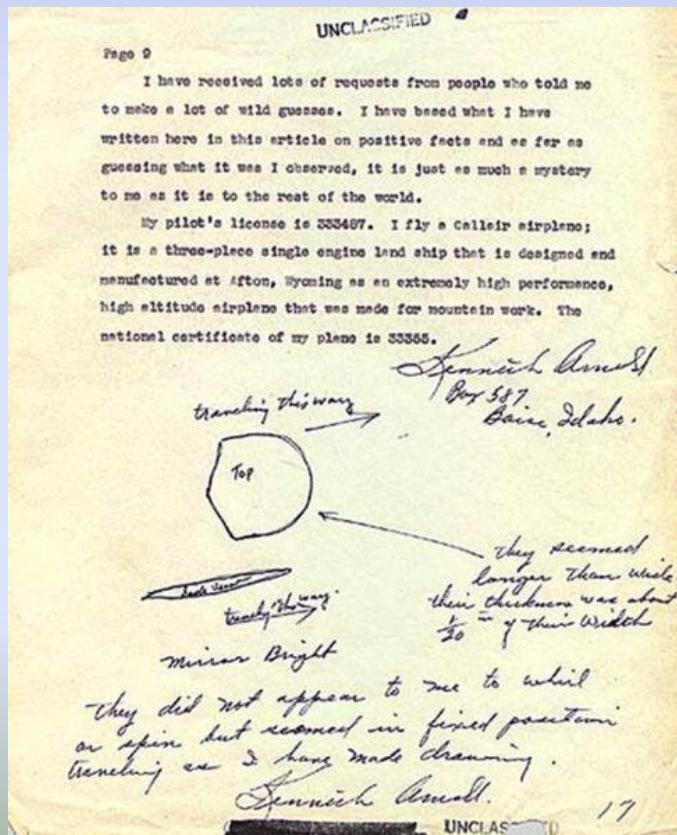 UNCLASSIFIED
Page 9
I have received lots of requests from people who told me
to make a lot of wild guesses. I have based what I have
written here in this article on positive facts and as far as
guessing what it was I observed, it is just as much a mystery
to me as it is to the rest of the world.
My pilot's license is 333487. I fly a Callair airplane;
it is a three-place single engine land ship that is designed and
manufactured at Afton, Wyoming as an extremely high performance,
high altitude airplane that was made for mountain work. The
national certificate of my plane is 33365.
Kenneth Arnold
Box 587
Boise, Idaho.
traveling this way
Top
they seemed
longer than wide
their thickness was about
1/20 th of their width
side view
traveling this way.
Mirror Bright
they did not appear to me to whirl
or spin but seemed in fixed position
traveling as I have made drawing.
Kenneth Arnold.
17
UNCLASSIFIED